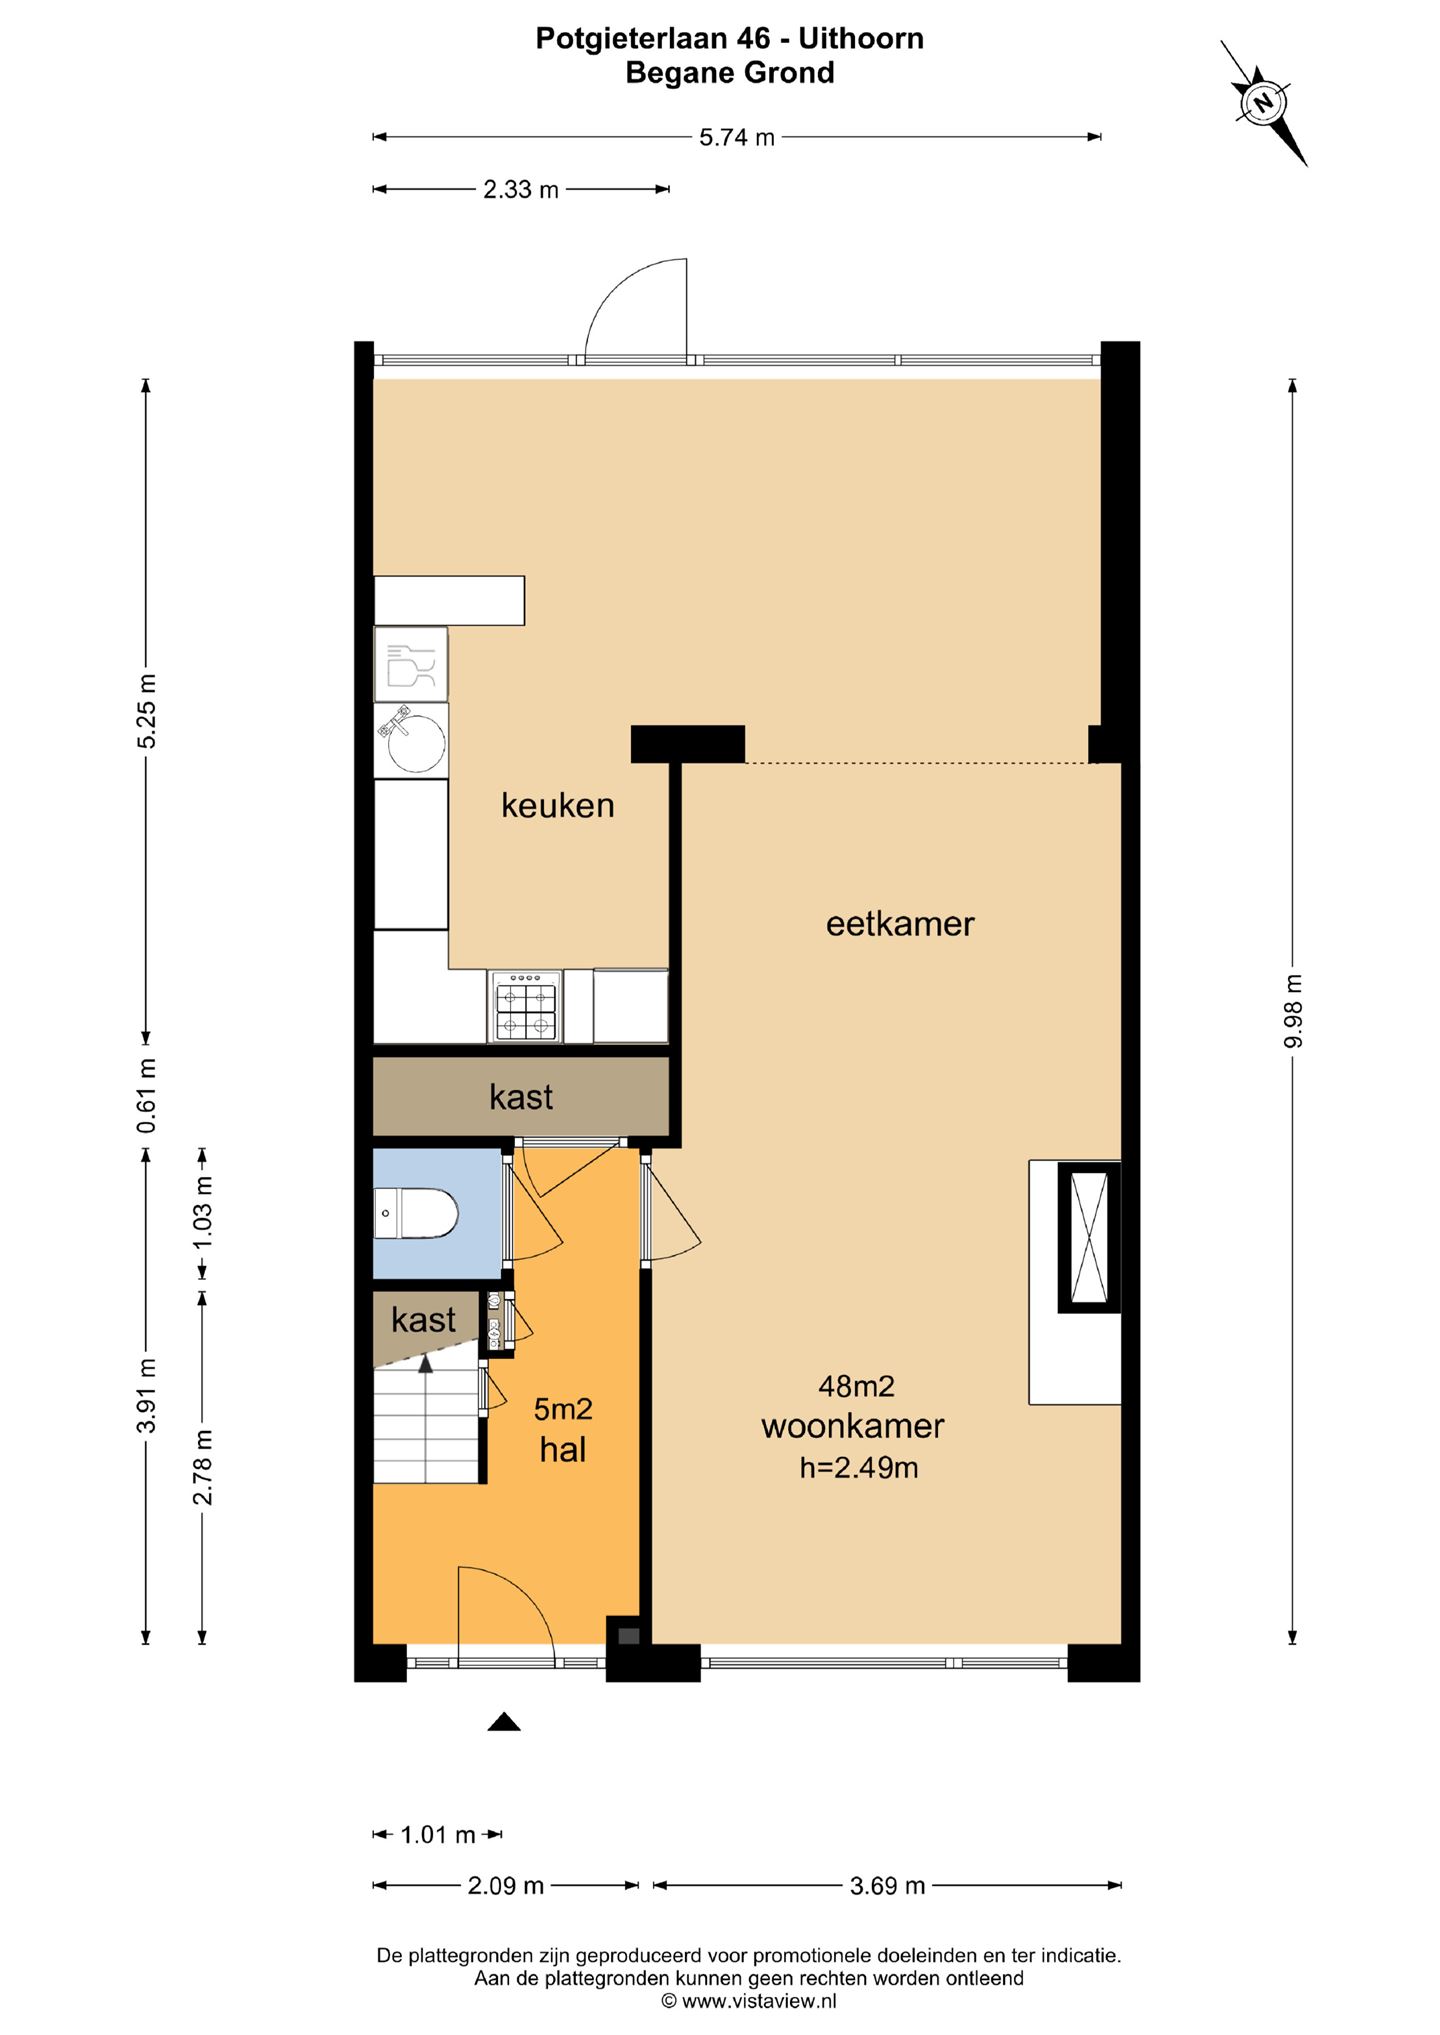 Potgieterlaan 46 - Uithoorn
Begane Grond
N
5.74 m
2.33 m
5.25 m
keuken
eetkamer
9.98 m
0.61 m
kast
1.03 m
kast
3.91 m
2.78 m
5m2
hal
48m2
woonkamer
h=2.49m
1.01 m
2.09 m
3.69 m
De plattegronden zijn geproduceerd voor promotionele doeleinden en ter indicatie.
Aan de plattegronden kunnen geen rechten worden ontleend
© www.vistaview.nl